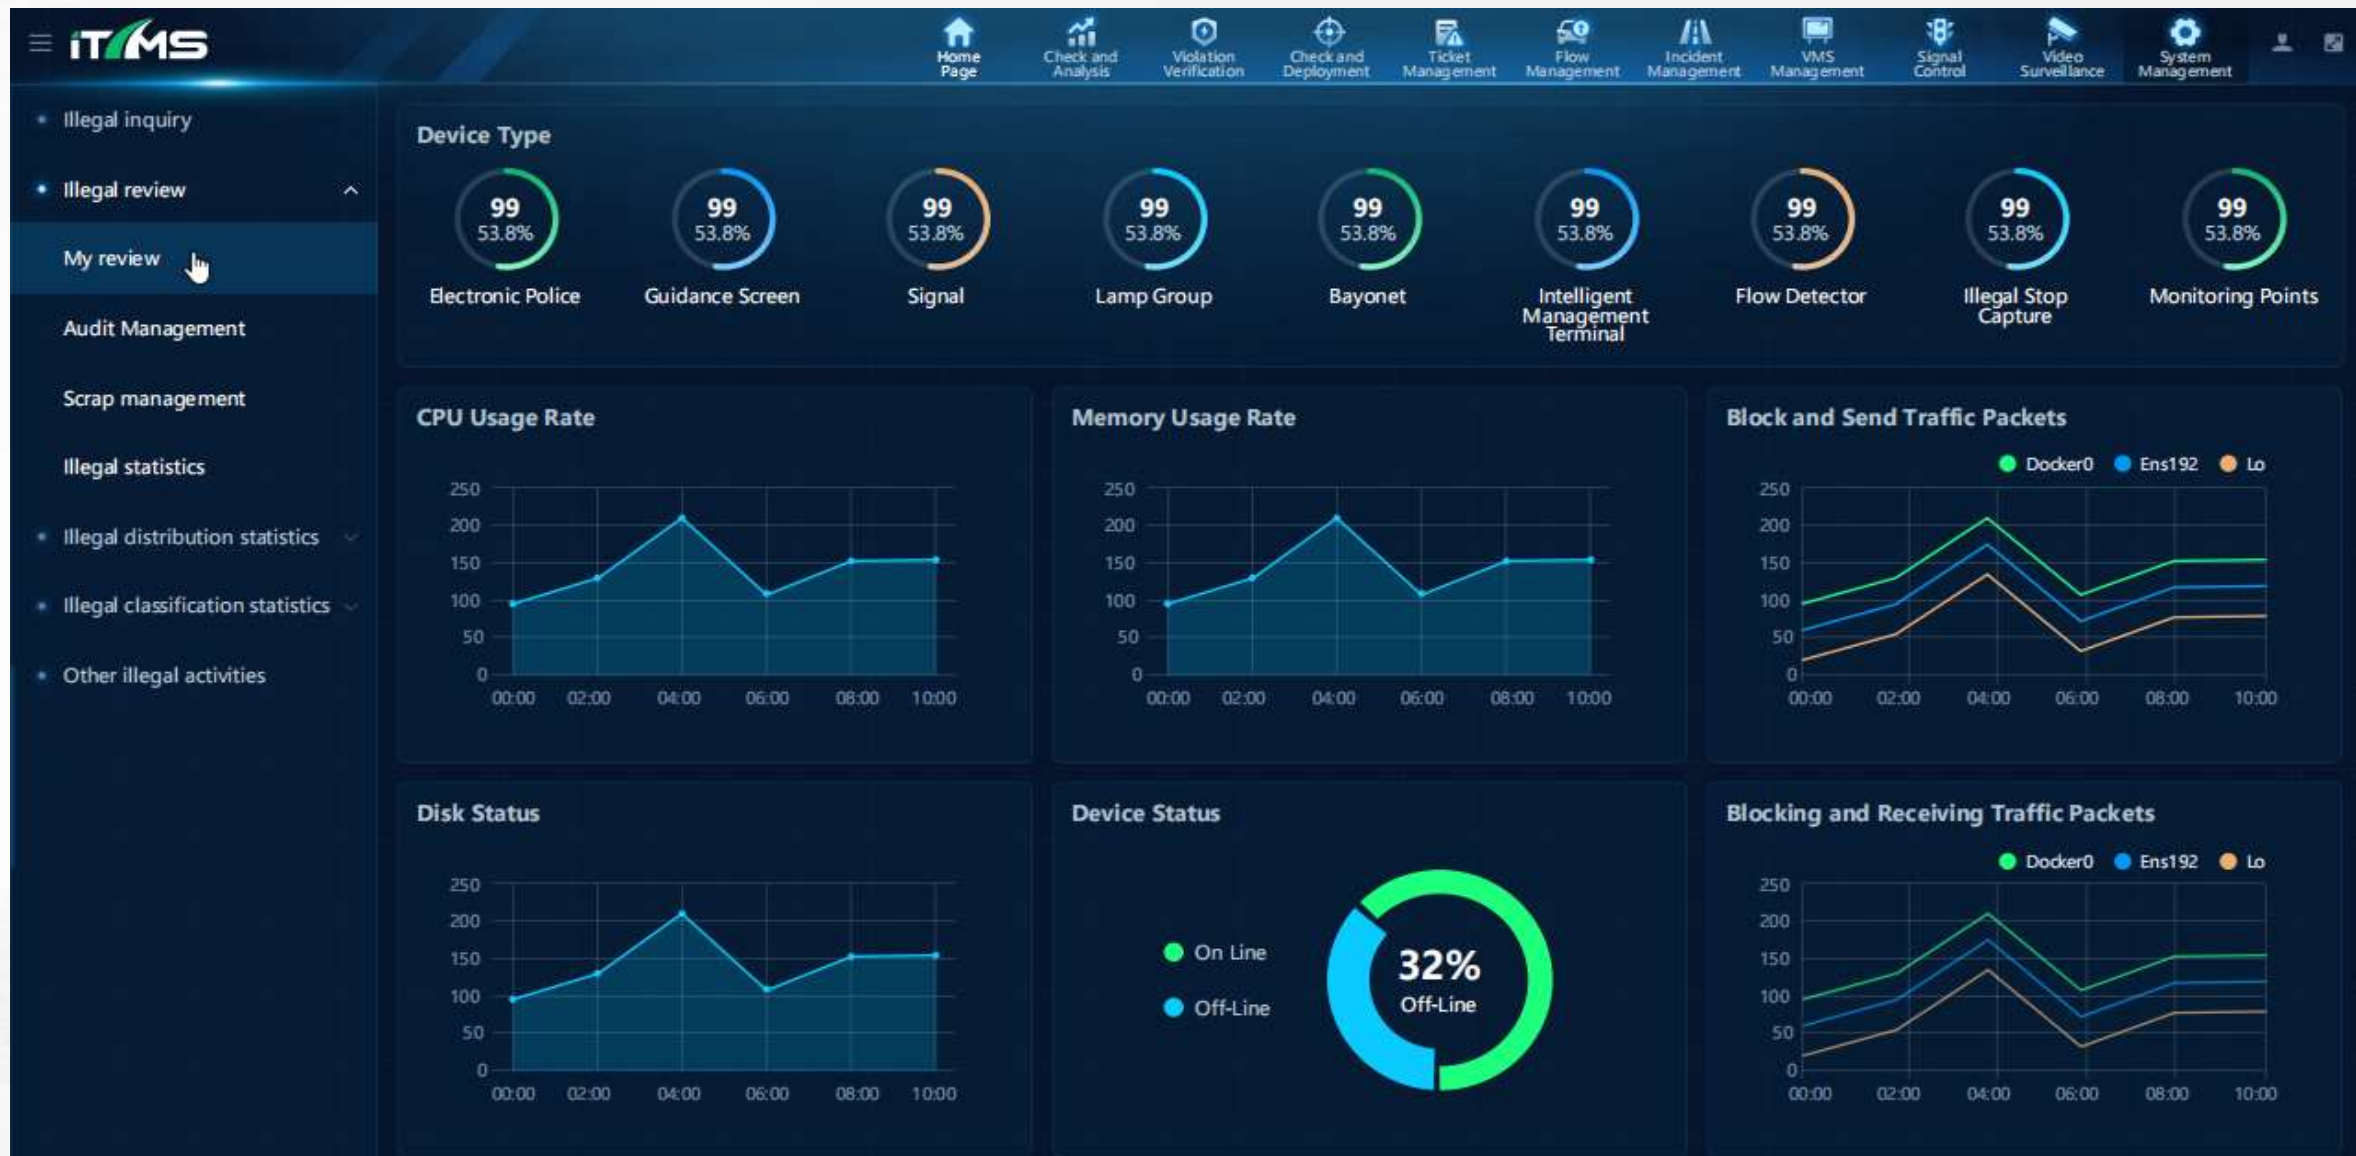 iTMS
Home
Page
Check and
Analysis
Violation
Verification
Check and
Deployment
Ticket
Management
Flow
Management
Incident
Management
VMS
Management
Signal
Control
Video
Surveillance
System
Management
Illegal inquiry
Illegal review
My review
Audit Management
Scrap management
Illegal statistics
Illegal distribution statistics
Illegal classification statistics
Other illegal activities
Device Type
99
53.8%
Electronic Police
99
53.8%
Guidance Screen
99
53.8%
Signal
99
53.8%
Lamp Group
99
53.8%
Bayonet
99
53.8%
Intelligent
Management
Terminal
99
53.8%
Flow Detector
99
53.8%
Illegal Stop
Capture
99
53.8%
Monitoring Points
CPU Usage Rate
250
200
150
100
50
0
00:00 02:00 04:00 06:00 08:00 10:00
Memory Usage Rate
250
200
150
100
50
0
00:00 02:00 04:00 06:00 08:00 10:00
Block and Send Traffic Packets
Docker0 Ens192 Lo
250
200
150
100
50
0
00:00 02:00 04:00 06:00 08:00 10:00
Disk Status
250
200
150
100
50
0
00:00 02:00 04:00 06:00 08:00 10:00
Device Status
On Line
Off-Line
32%
Off-Line
Blocking and Receiving Traffic Packets
Docker0 Ens192 Lo
250
200
150
100
50
0
00:00 02:00 04:00 06:00 08:00 10:00